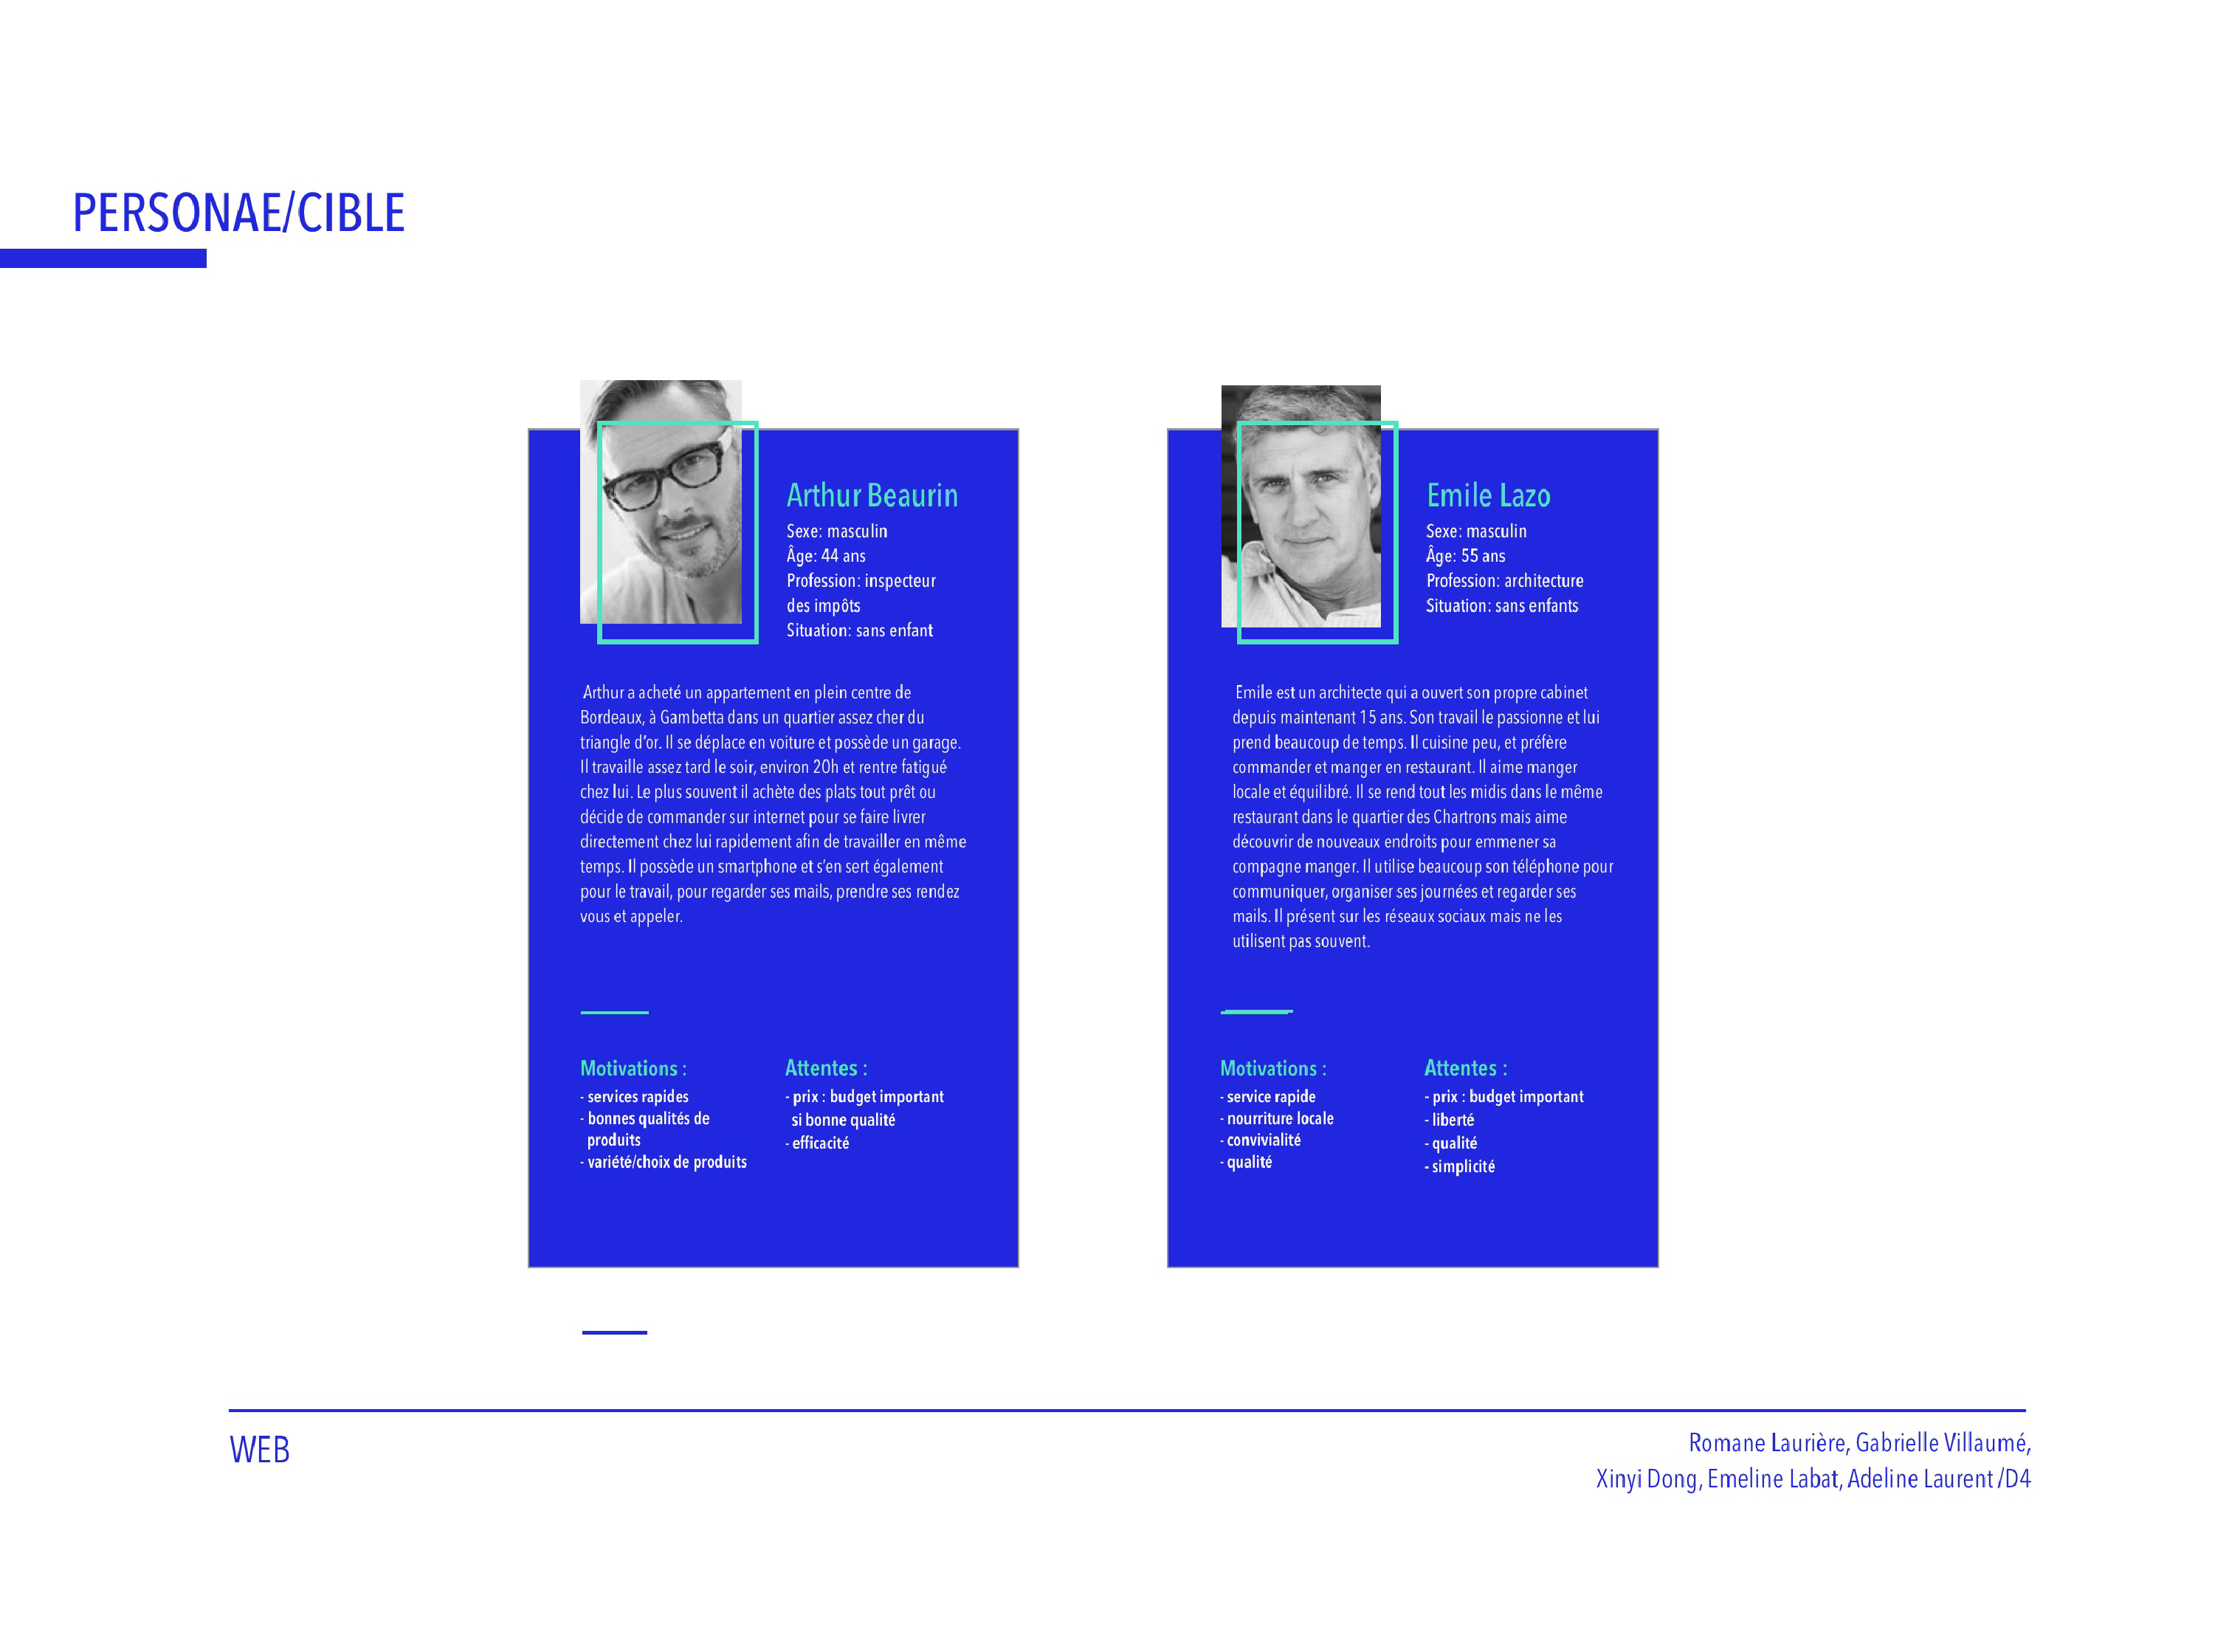 PERSONAE/CIBLE
Arthur Beaurin
Sexe: masculin
Âge: 44 ans
Profession: inspecteur
des impôts
Situation: sans enfant
Arthur a acheté un appartement en plein centre de
Bordeaux, à Gambetta dans un quartier assez cher du
triangle d’or. Il se déplace en voiture et possède un garage.
Il travaille assez tard le soir, environ 20h et rentre fatigué
chez lui. Le plus souvent il achète des plats tout prêt ou
décide de commander sur internet pour se faire livrer
directement chez lui rapidement afin de travailler en même
temps. Il possède un smartphone et s’en sert également
pour le travail, pour regarder ses mails, prendre ses rendez
vous et appeler.
Motivations :
- services rapides
- bonnes qualités de
produits
- variété/choix de produits
Attentes :
- prix : budget important
si bonne qualité
- efficacité
Emile Lazo
Sexe: masculin
Âge: 55 ans
Profession: architecture
Situation: sans enfants
Emile est un architecte qui a ouvert son propre cabinet
depuis maintenant 15 ans. Son travail le passionne et lui
prend beaucoup de temps. Il cuisine peu, et préfère
commander et manger en restaurant. Il aime manger
locale et équilibré. Il se rend tout les midis dans le même
restaurant dans le quartier des Chartrons mais aime
découvrir de nouveaux endroits pour emmener sa
compagne manger. Il utilise beaucoup son téléphone pour
communiquer, organiser ses journées et regarder ses
mails. Il présent sur les réseaux sociaux mais ne les
utilisent pas souvent.
Motivations :
- service rapide
- nourriture locale
- convivialité
- qualité
Attentes :
- prix : budget important
- liberté
- qualité
- simplicité
WEB
Romane Laurière, Gabrielle Villaumé,
Xinyi Dong, Emeline Labat, Adeline Laurent /D4